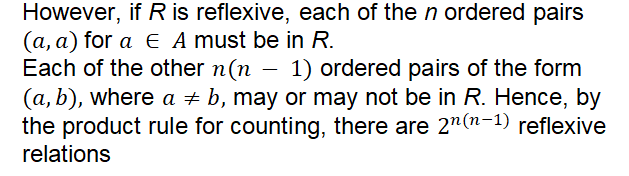 However, if R is reflexive, each of the n ordered pairs
(a, a) for a ∈ A must be in R.
Each of the other n(n − 1) ordered pairs of the form
(a, b), where a ≠ b, may or may not be in R. Hence, by
the product rule for counting, there are 2ⁿ⁽ⁿ⁻¹⁾ reflexive
relations